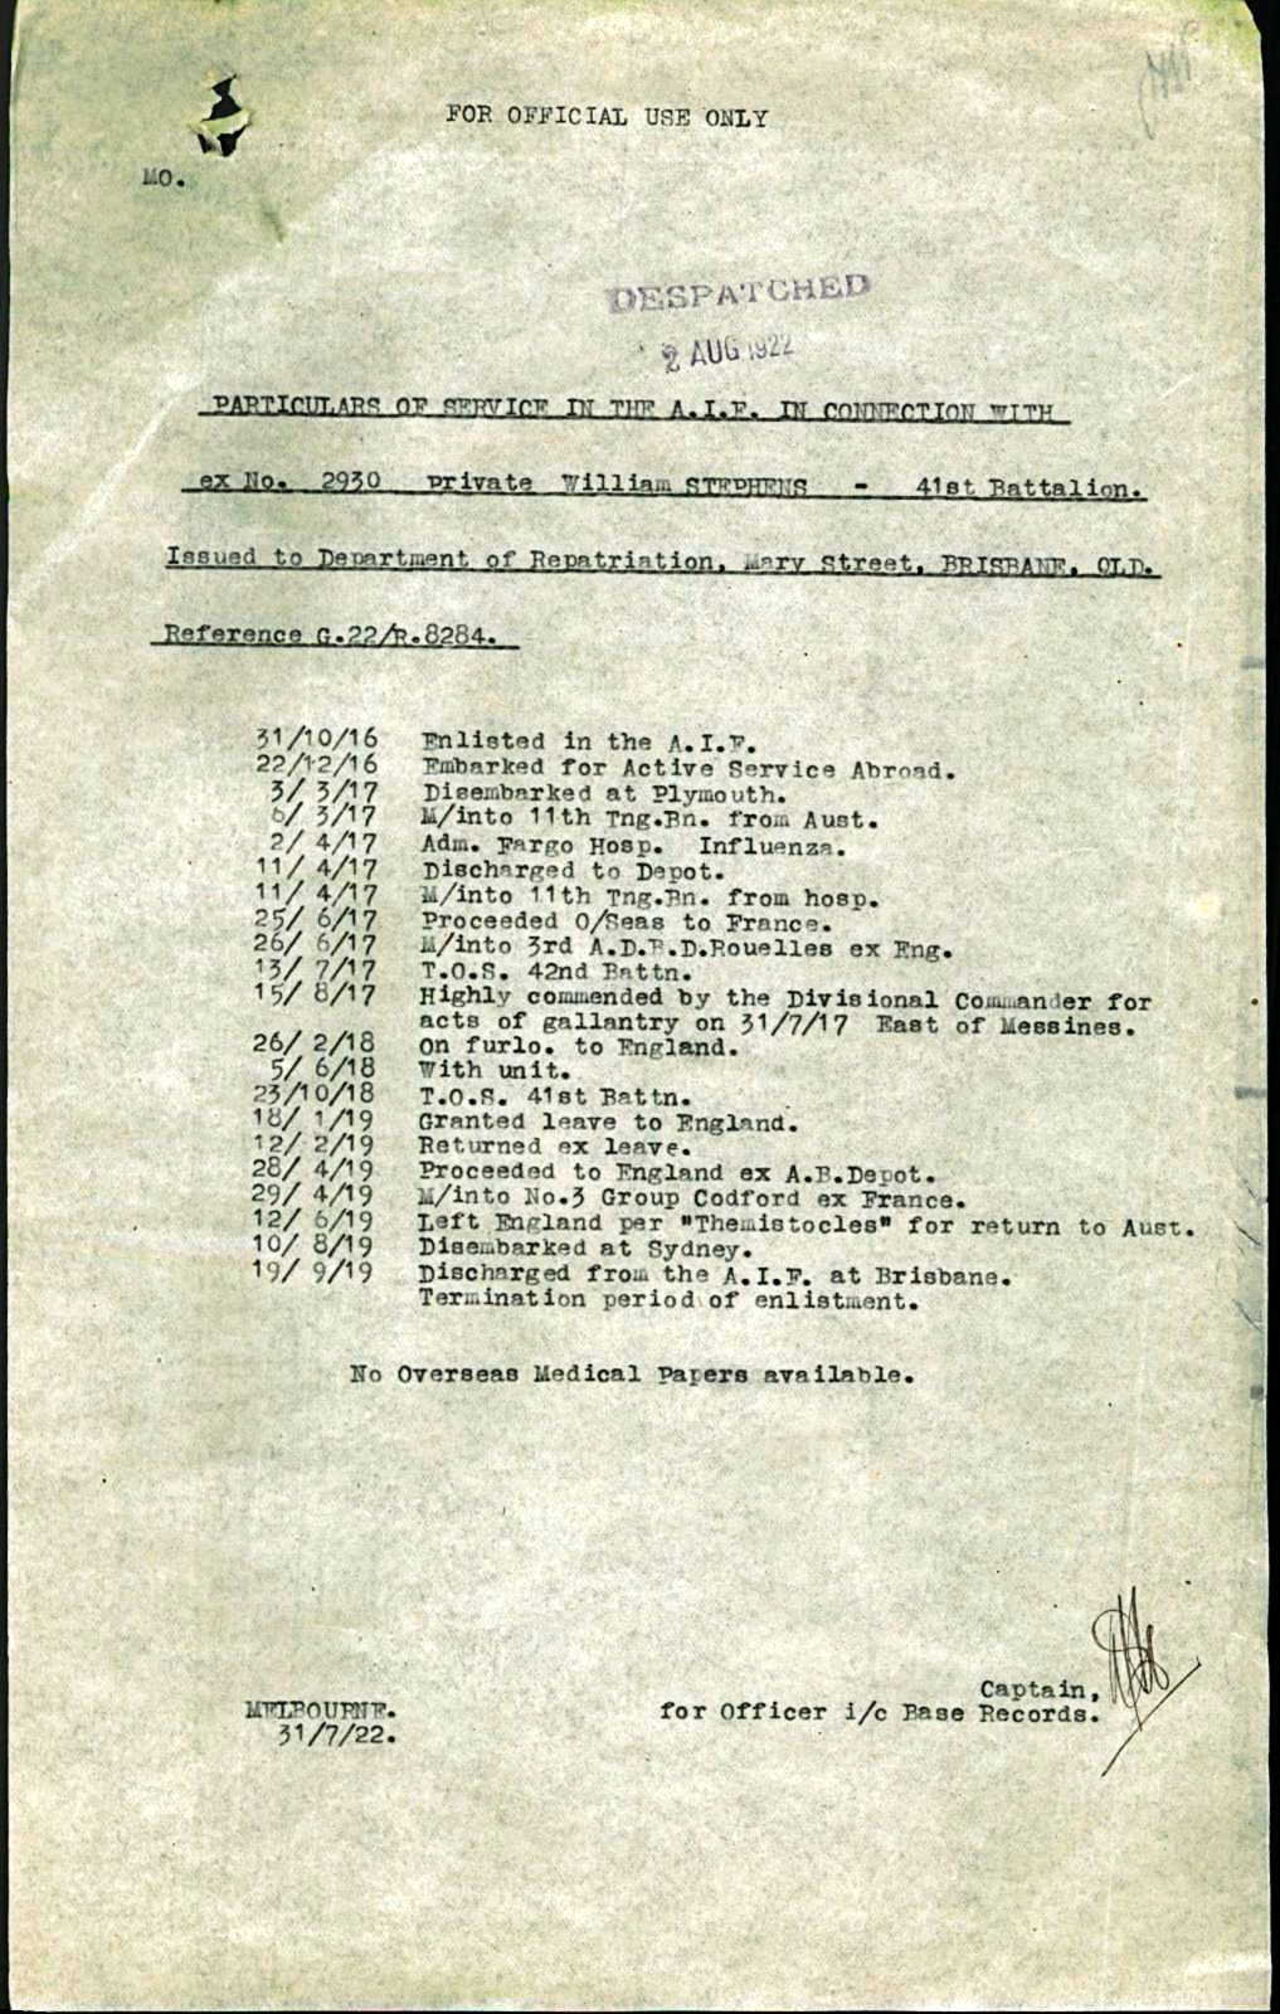 FOR OFFICIAL USE ONLY
MO.
DESPATCHED
2 AUG 1922
PARTICULARS OF SERVICE IN THE A.I.F. IN CONNECTION WITH
ex No. 2930 Private William STEPHENS - 41st Battalion.
Issued to Department of Repatriation, Mary Street, BRISBANE, QLD.
Reference G.22/R.8284.
31/10/16 Enlisted in the A.I.F.
22/12/16 Embarked for Active Service Abroad.
3/ 3/17 Disembarked at Plymouth.
6/ 3/17 M/into 11th Tng.Bn. from Aust.
2/ 4/17 Adm. Fargo Hosp. Influenza.
11/ 4/17 Discharged to Depot.
11/ 4/17 M/into 11th Tng.Bn. from hosp.
25/ 6/17 Proceeded O/Seas to France.
26/ 6/17 M/into 3rd A.D.B.D.Rouelles ex Eng.
13/ 7/17 T.O.S. 42nd Battn.
15/ 8/17 Highly commended by the Divisional Commander for
acts of gallantry on 31/7/17 East of Messines.
26/ 2/18 On furlo. to England.
5/ 6/18 With unit.
23/10/18 T.O.S. 41st Battn.
18/ 1/19 Granted leave to England.
12/ 2/19 Returned ex leave.
28/ 4/19 Proceeded to England ex A.B.Depot.
29/ 4/19 M/into No.3 Group Codford ex France.
12/ 6/19 Left England per "Themistocles" for return to Aust.
10/ 8/19 Disembarked at Sydney.
19/ 9/19 Discharged from the A.I.F. at Brisbane.
Termination period of enlistment.
No Overseas Medical Papers available.
Captain,
MELBOURNE. for Officer i/c Base Records.
31/7/22.